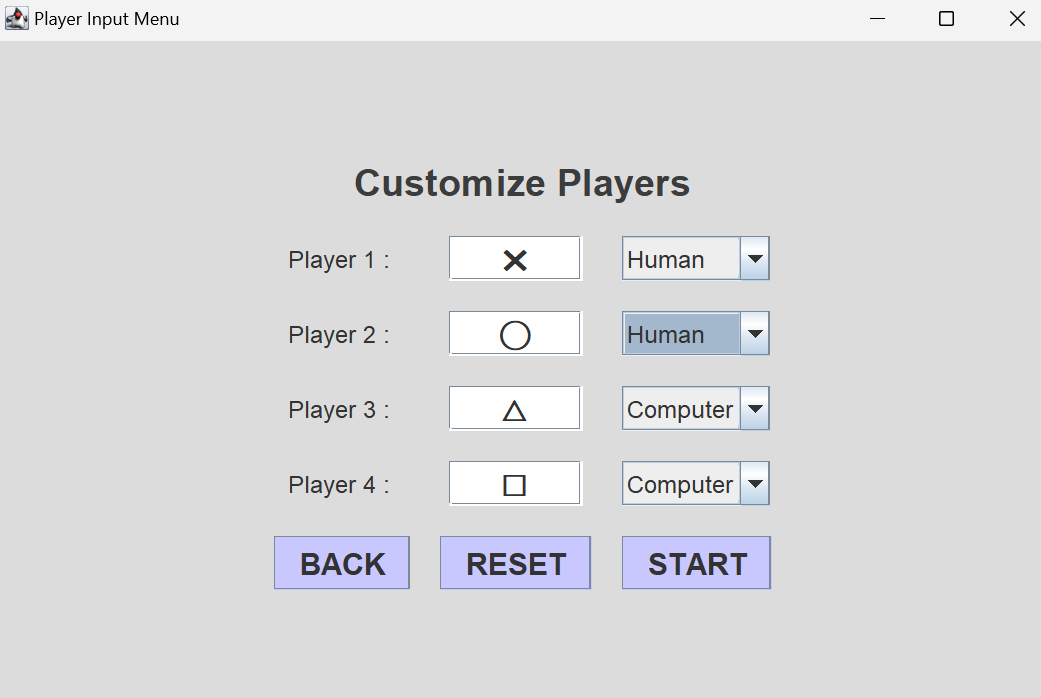 Player Input Menu
Customize Players
Player 1 : ✕ Human
Player 2 : ◯ Human
Player 3 : △ Computer
Player 4 : □ Computer
BACK RESET START